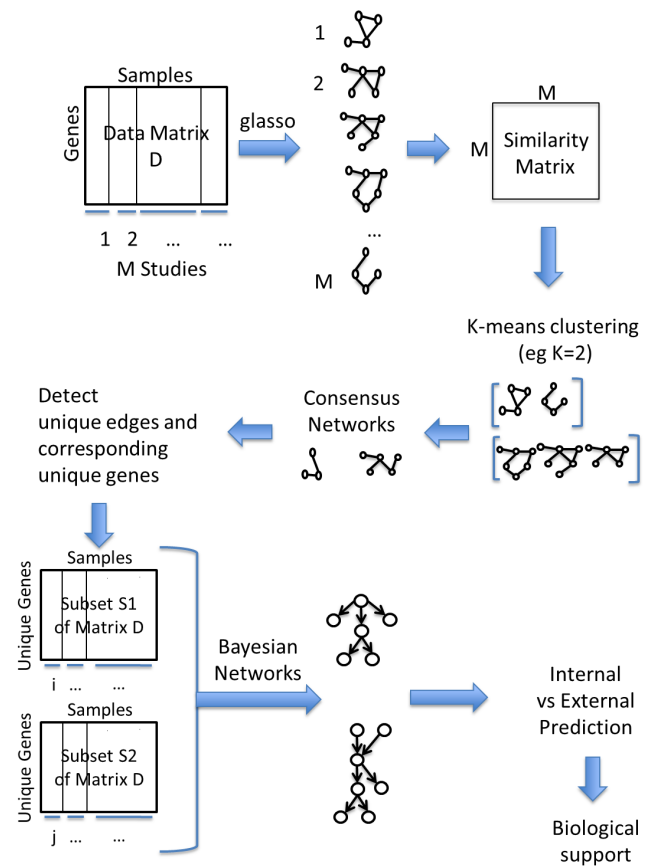 Samples
Genes
Data Matrix
D
1 2 ... ...
M Studies
glasso
1
2
...
M
M
M
Similarity
Matrix
K-means clustering
(eg K=2)
Consensus
Networks
Detect
unique edges and
corresponding
unique genes
Samples
Unique Genes
Subset S1
of Matrix D
i ... ...
Samples
Unique Genes
Subset S2
of Matrix D
j ... ...
Bayesian
Networks
Internal
vs External
Prediction
Biological
support